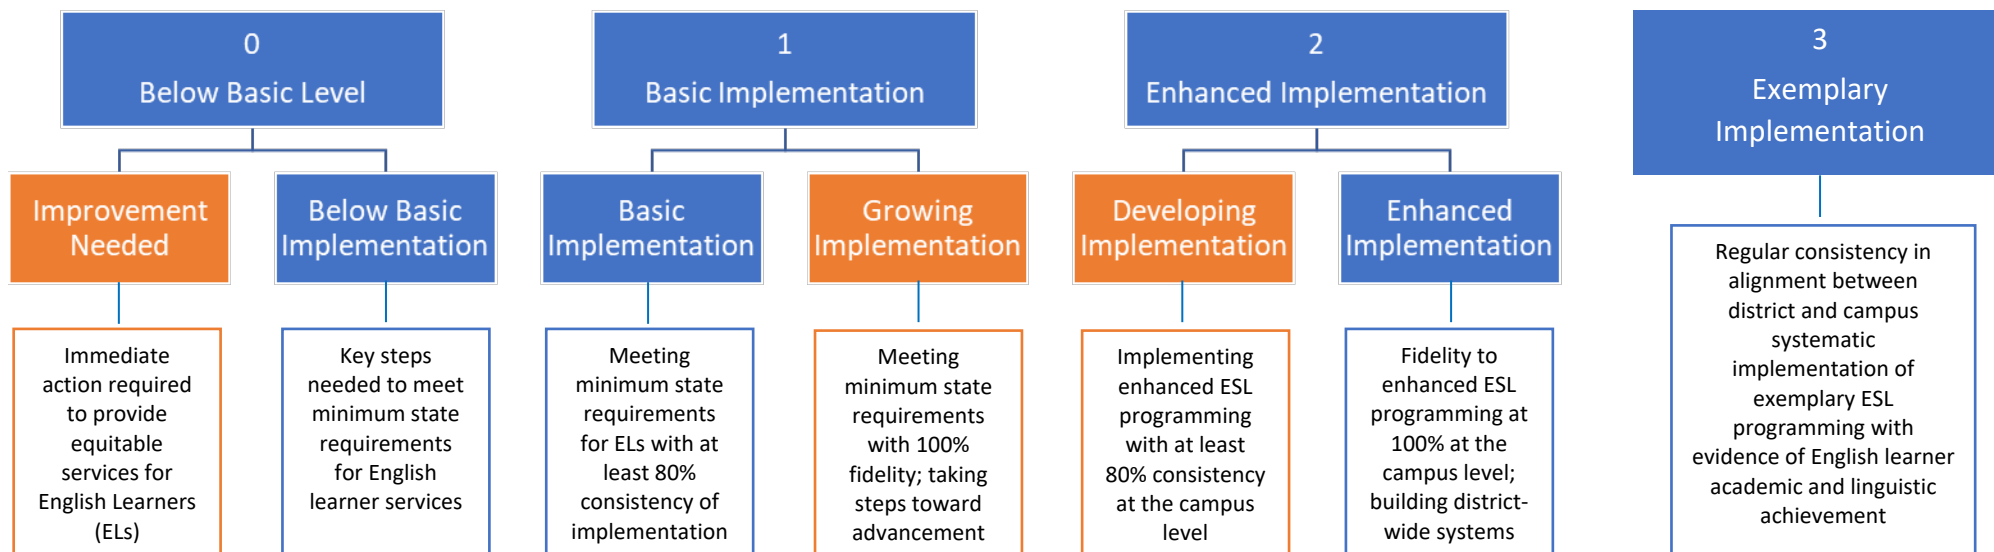 0
Below Basic Level
1
Basic Implementation
2
Enhanced Implementation
3
Exemplary
Implementation
Improvement
Needed
Below Basic
Implementation
Basic
Implementation
Growing
Implementation
Developing
Implementation
Enhanced
Implementation
Immediate
action required
to provide
equitable
services for
English Learners
(ELs)
Key steps
needed to meet
minimum state
requirements
for English
learner services
Meeting
minimum state
requirements
for ELs with at
least 80%
consistency of
implementation
Meeting
minimum state
requirements
with 100%
fidelity; taking
steps toward
advancement
Implementing
enhanced ESL
programming
with at least
80% consistency
at the campus
level
Fidelity to
enhanced ESL
programming at
100% at the
campus level;
building district-
wide systems
Regular consistency in
alignment between
district and campus
systematic
implementation of
exemplary ESL
programming with
evidence of English learner
academic and linguistic
achievement